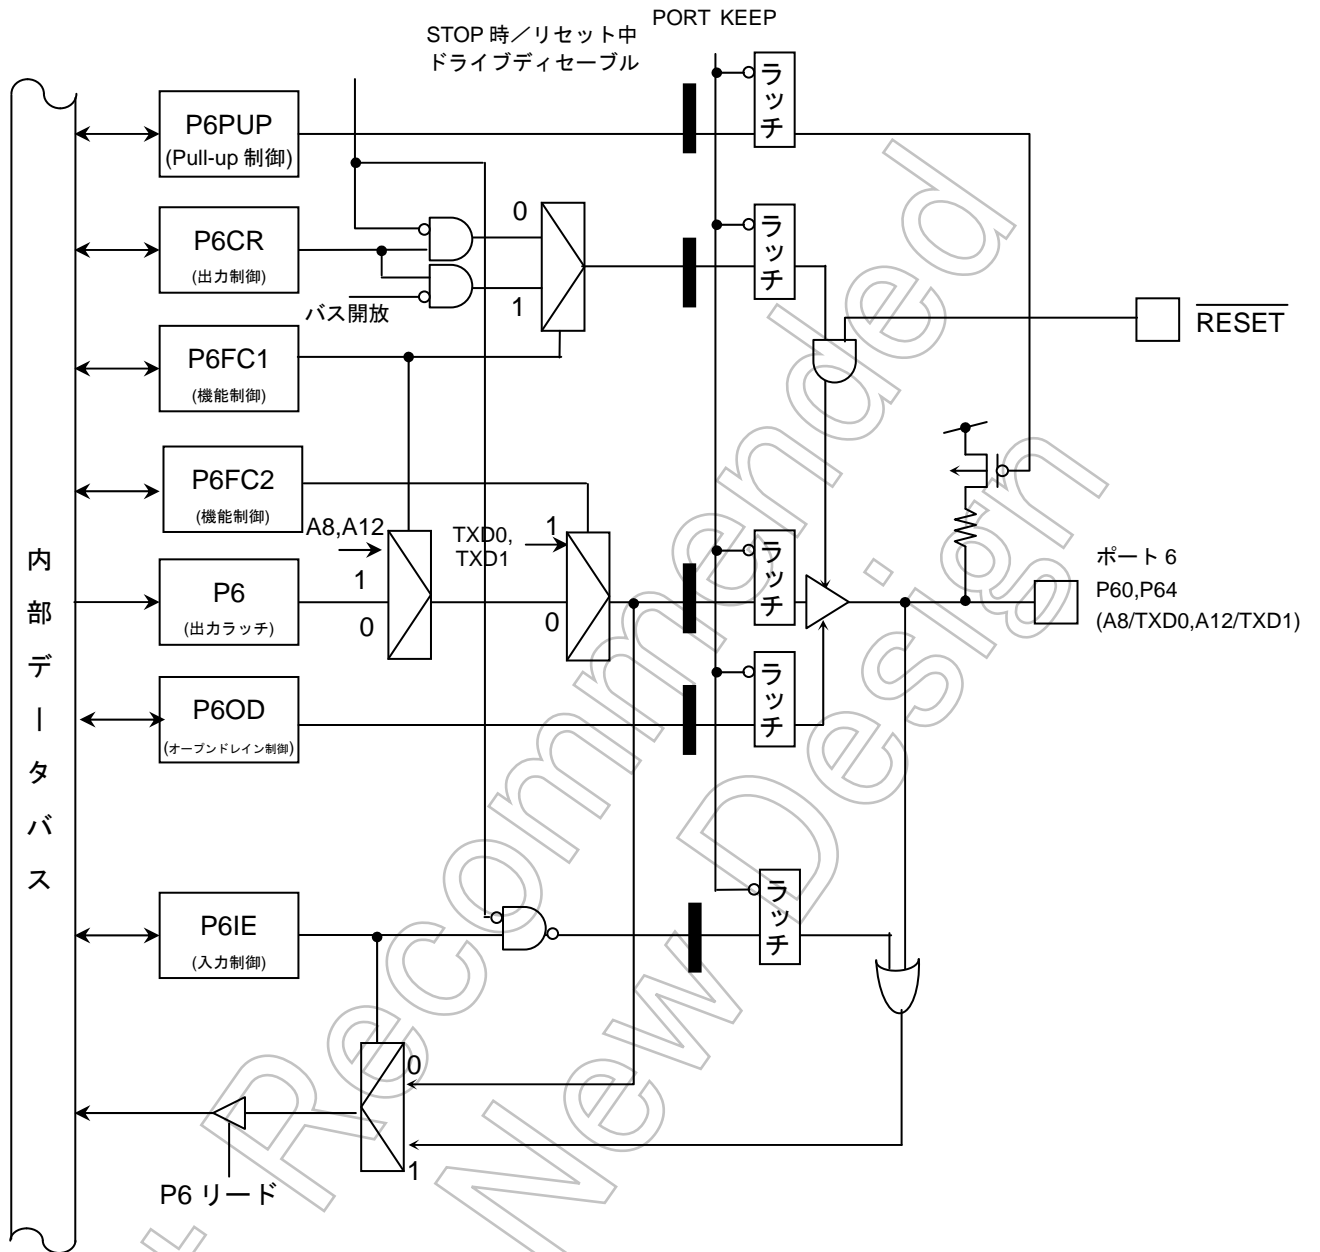 PORT KEEP
STOP 時／リセット中
ドライブディセーブル
P6PUP
(Pull-up 制御)
ラッチ
P6CR
(出力制御)
0
1
バス開放
ラッチ
RESET
P6FC1
(機能制御)
P6FC2
(機能制御)
A8,A12
1
0
TXD0,
TXD1
1
0
P6
(出力ラッチ)
ラッチ
ポート 6
P60,P64
(A8/TXD0,A12/TXD1)
内部データバス
P6OD
(オープンドレイン制御)
ラッチ
P6IE
(入力制御)
ラッチ
0
1
P6 リード
Recommended
New Design